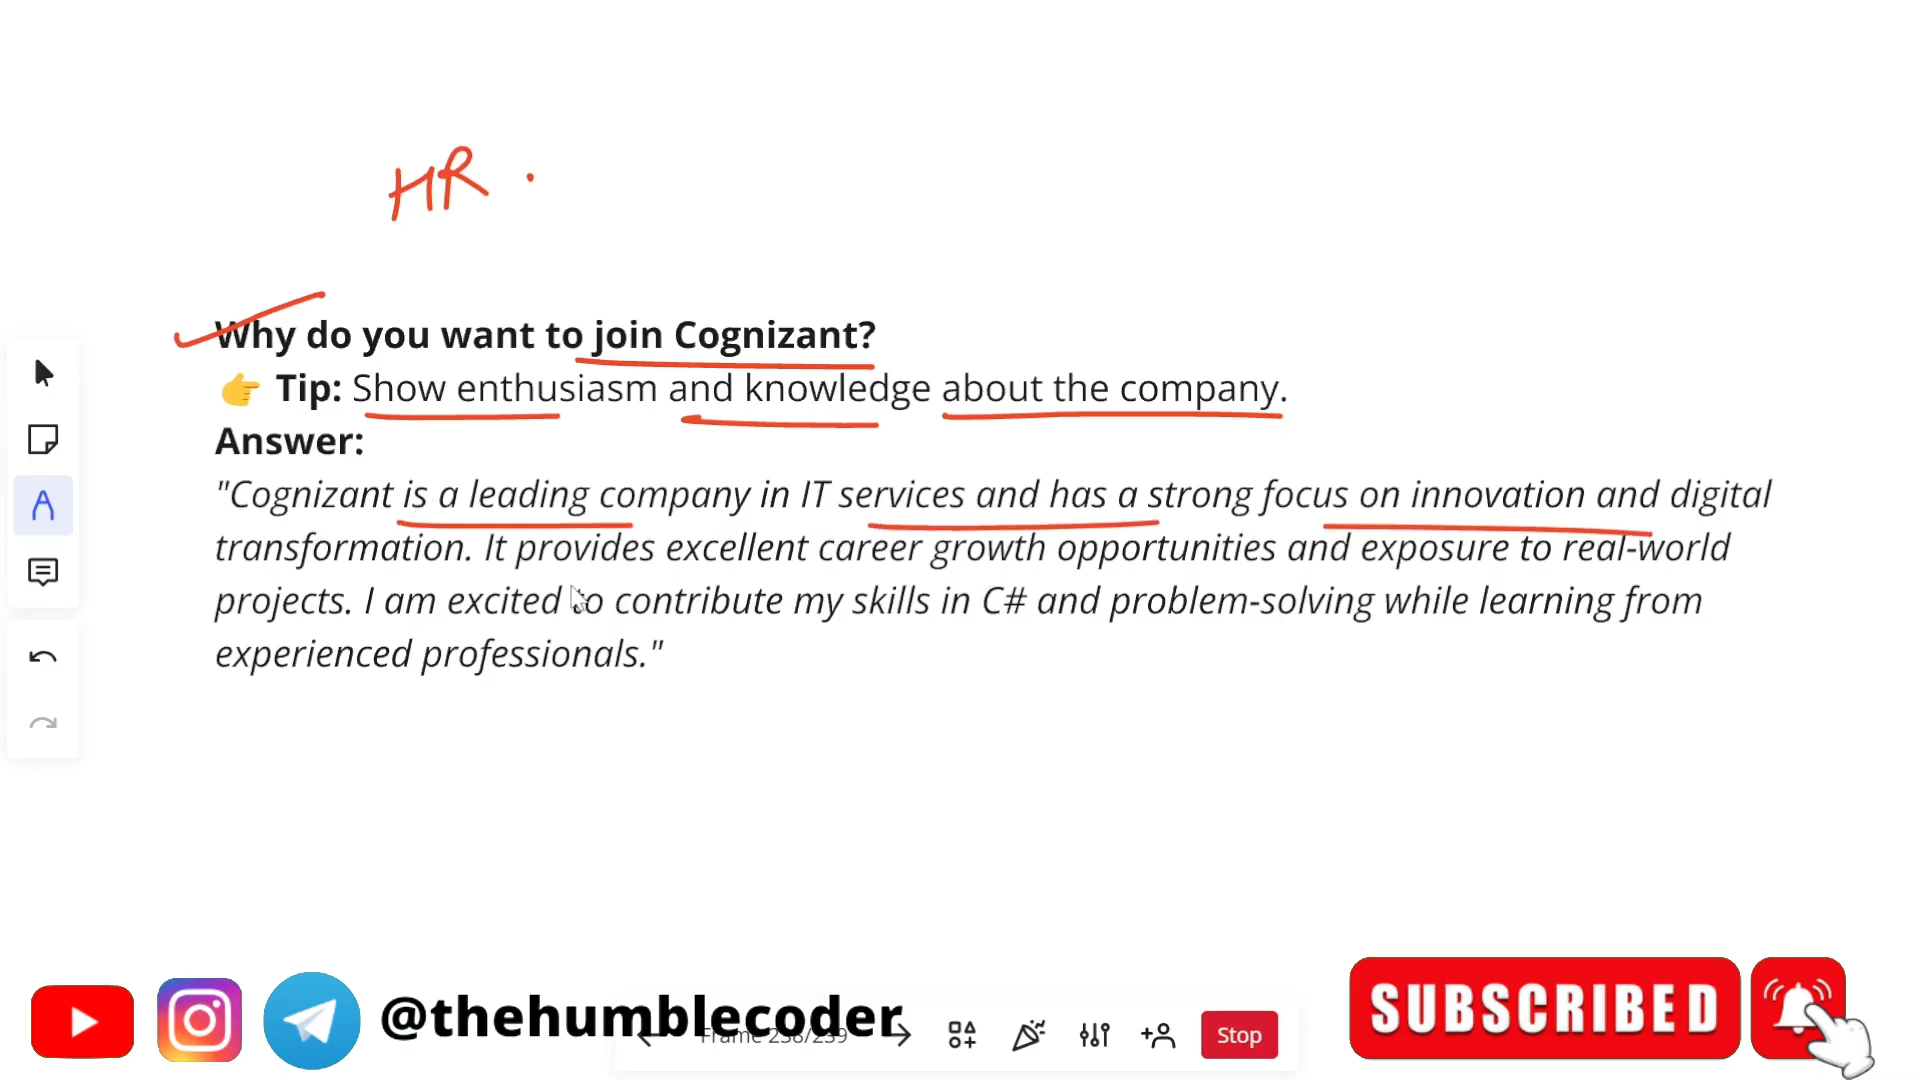 HR .
Why do you want to join Cognizant?
👉 Tip: Show enthusiasm and knowledge about the company.
Answer:
"Cognizant is a leading company in IT services and has a strong focus on innovation and digital
transformation. It provides excellent career growth opportunities and exposure to real-world
projects. I am excited to contribute my skills in C# and problem-solving while learning from
experienced professionals."
@thehumblecoder
Frame 238/239
Stop
SUBSCRIBED